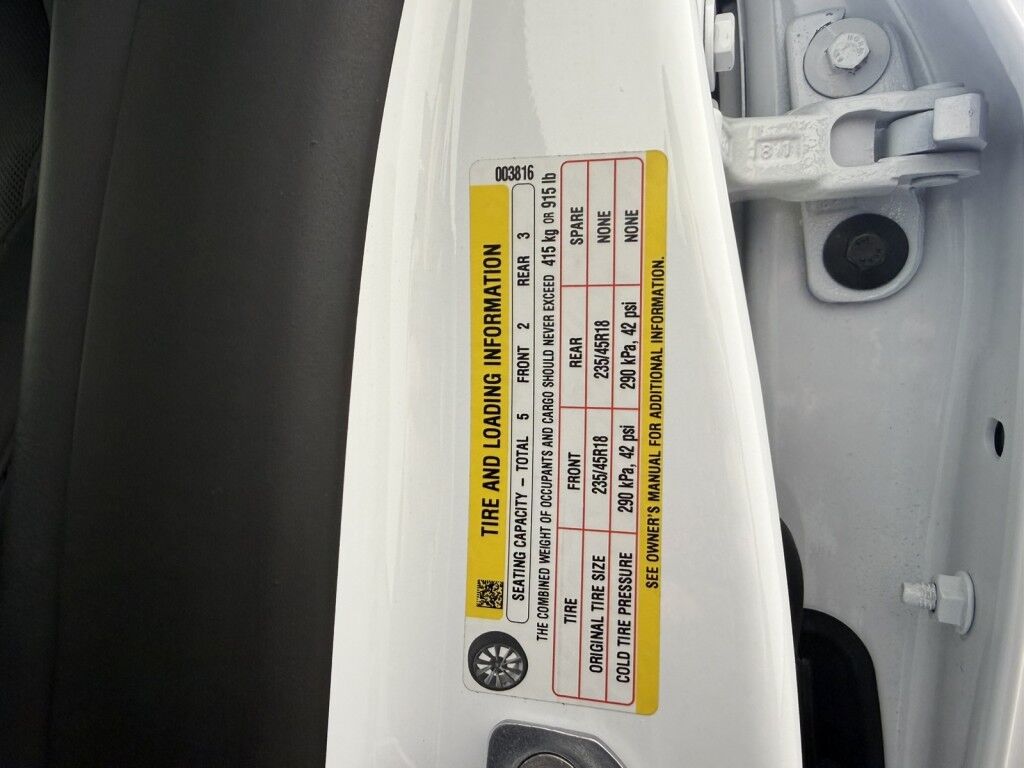 003816
TIRE AND LOADING INFORMATION
SEATING CAPACITY – TOTAL 5 FRONT 2 REAR 3
THE COMBINED WEIGHT OF OCCUPANTS AND CARGO SHOULD NEVER EXCEED 415 kg OR 915 lb
TIRE FRONT REAR SPARE
ORIGINAL TIRE SIZE 235/45R18 235/45R18 NONE
COLD TIRE PRESSURE 290 kPa, 42 psi 290 kPa, 42 psi NONE
SEE OWNER'S MANUAL FOR ADDITIONAL INFORMATION.